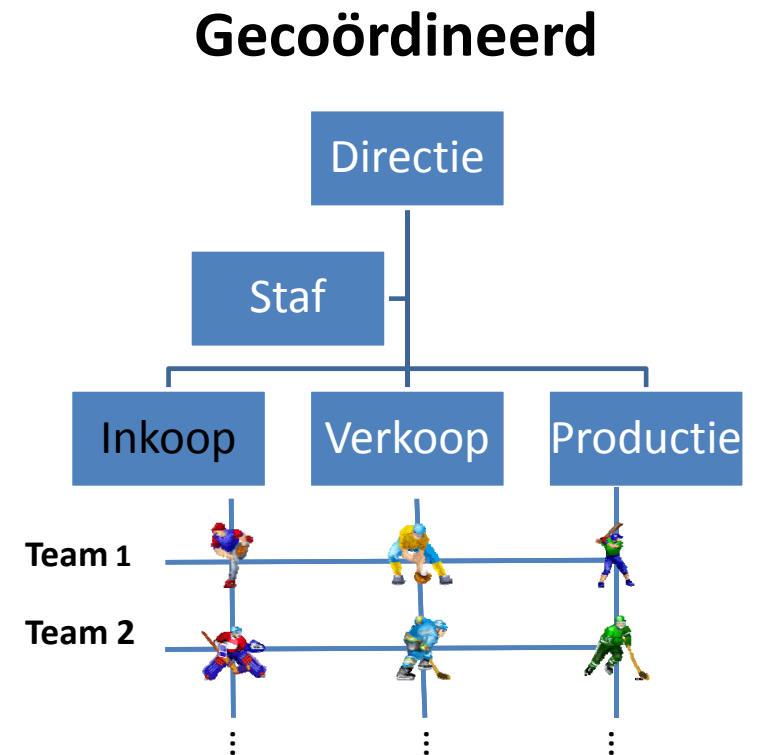 Gecoördineerd
Directie
Staf
Inkoop Verkoop Productie
Team 1
Team 2
... ... ...